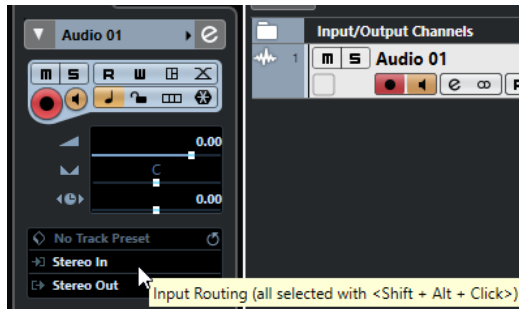 Audio 01
e
m S R W
0.00
C
0.00
No Track Preset
Stereo In
Stereo Out
Input/Output Channels
1 m S Audio 01
e R
Input Routing (all selected with <Shift + Alt + Click>)